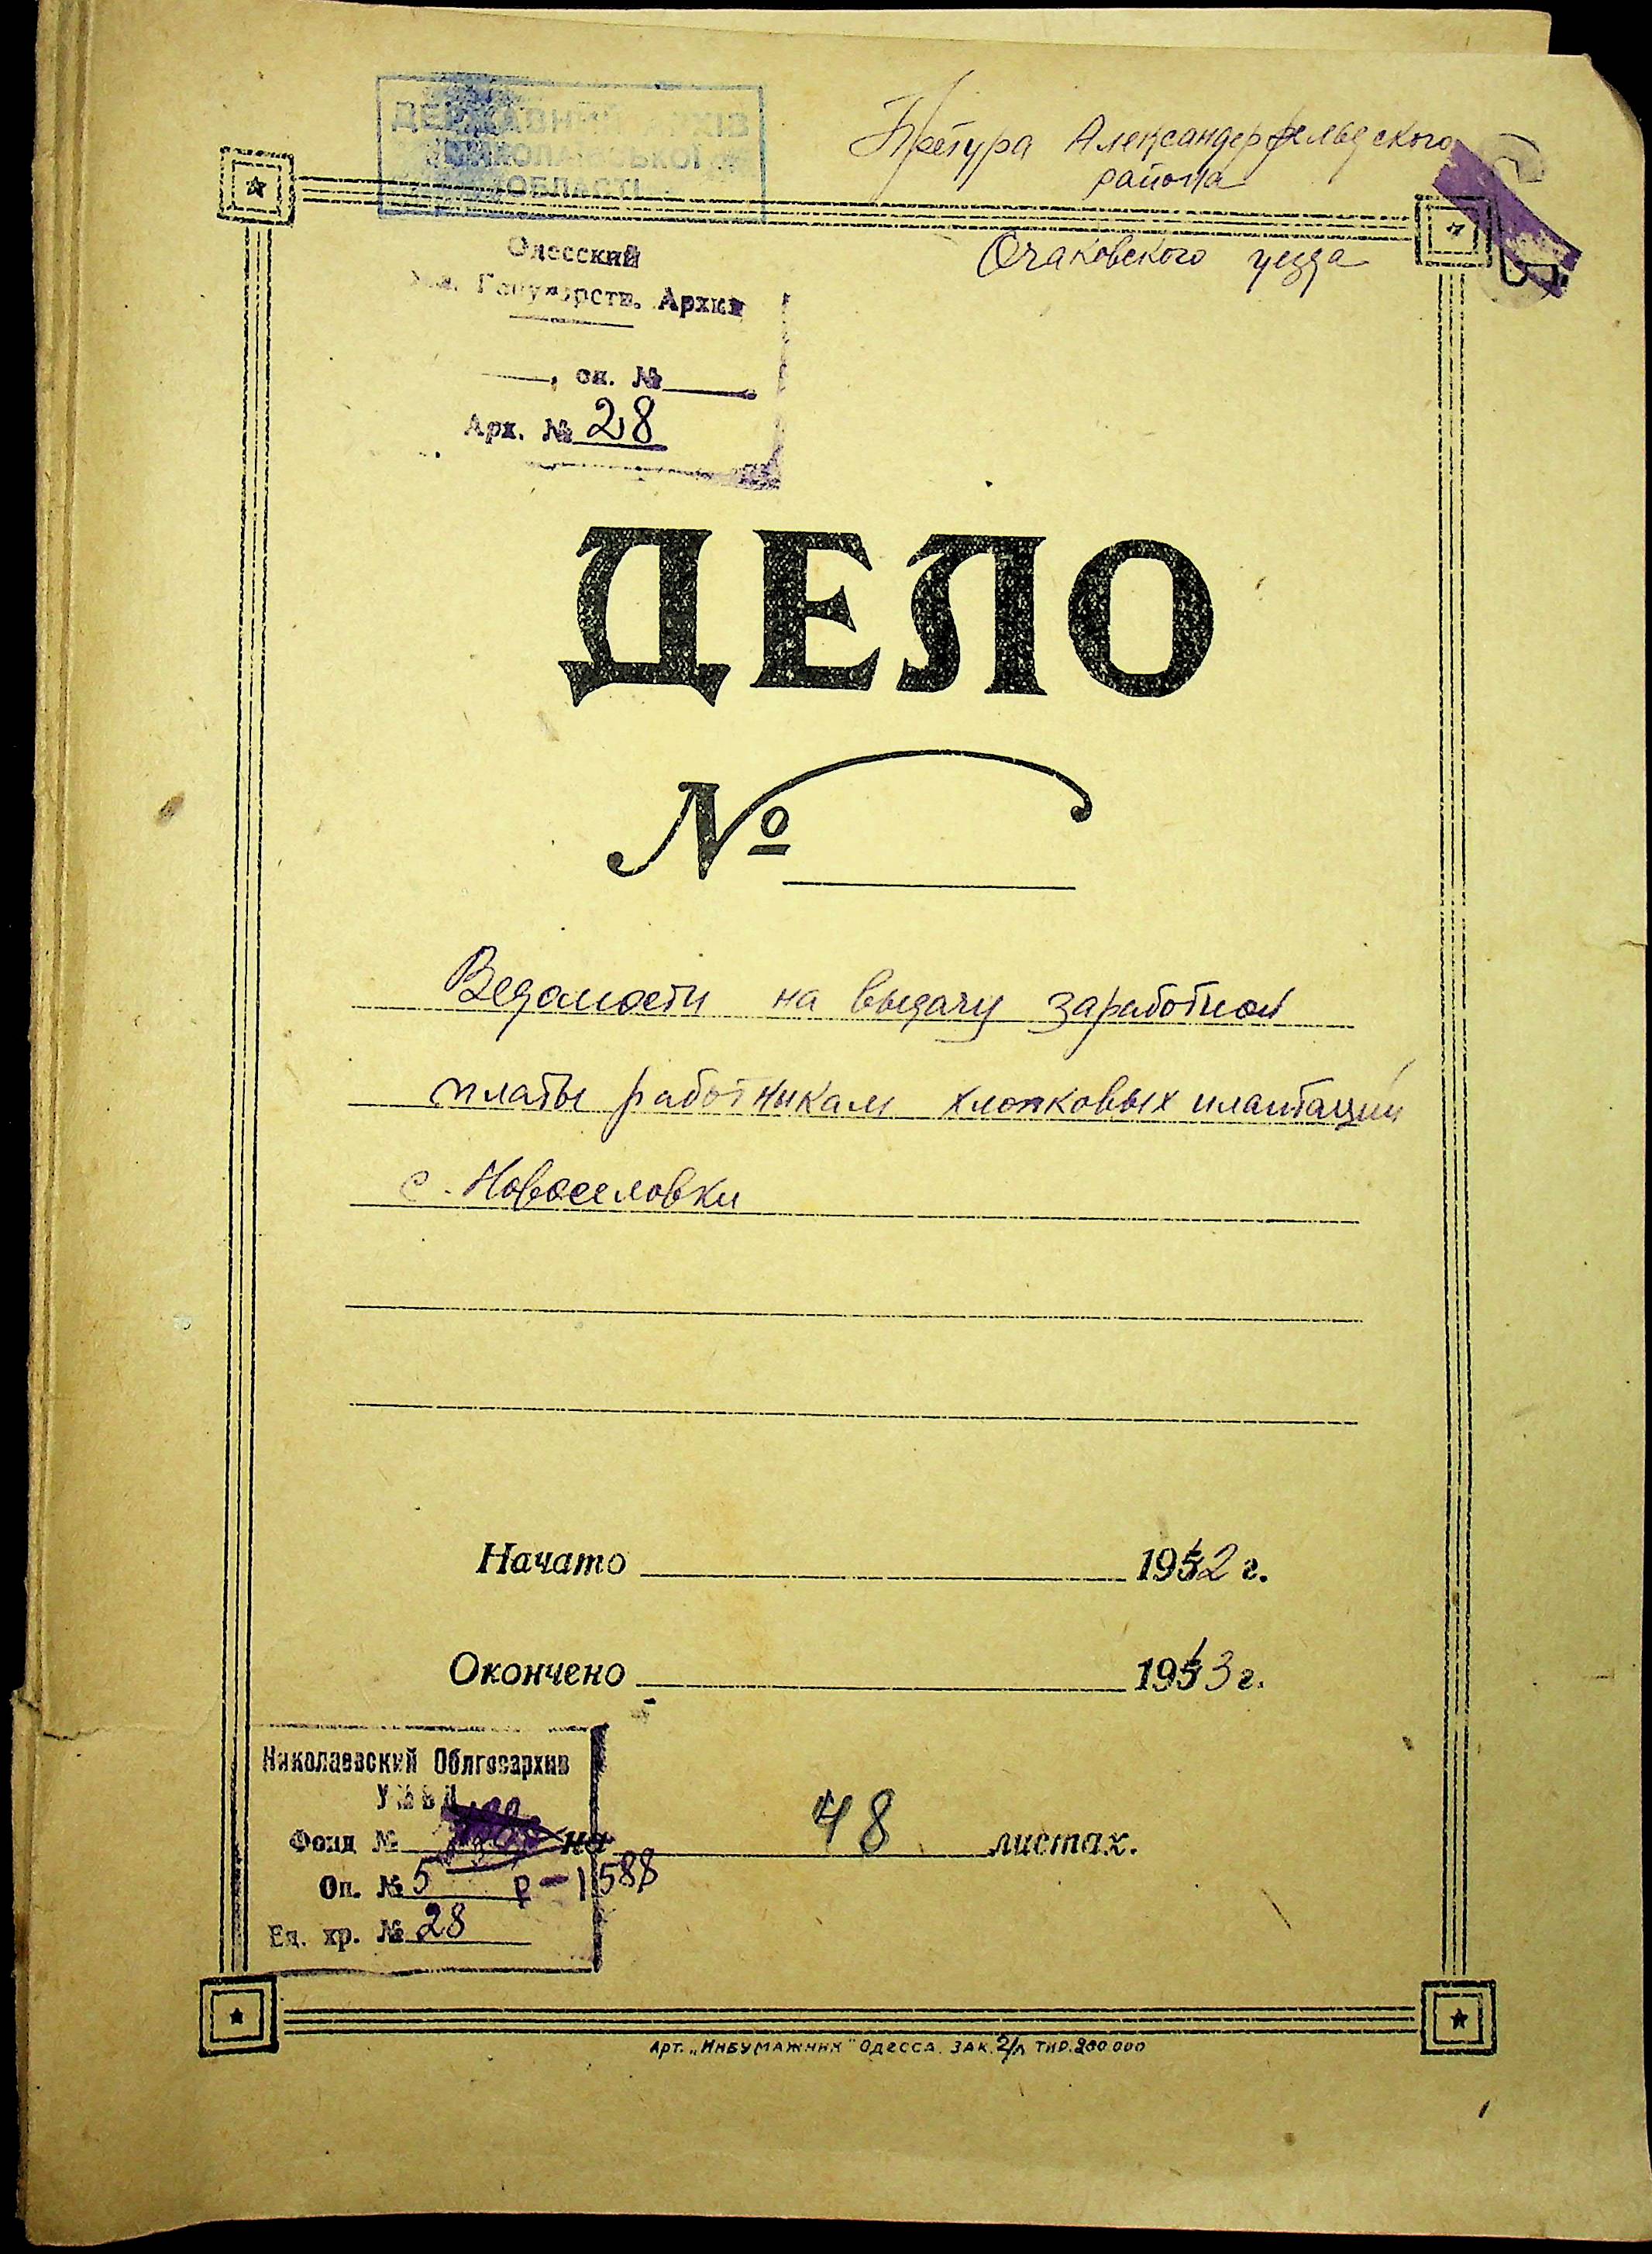 ДЕРЖАВНИЙ АРХІВ
МИКОЛАЇВСЬКОЇ
ОБЛАСТІ
Претура Александерфельдского
района
Очаковского уезда
Одесский
Государств. Архив
, оп. №
Арх. № 28
ДЕЛО
№
Ведомости на выдачу заработной
платы работникам хлопковых плантаций
с. Новоселовки
Начато 1942 г.
Окончено 1943 г.
Николаевский Облгосархив
УМВД
Фонд № на 48 листах.
Оп. № 5 Р-1588
Ед. хр. № 28
Арт. „Инбумажник" Одесса. Зак. 2/л Тир. 200.000